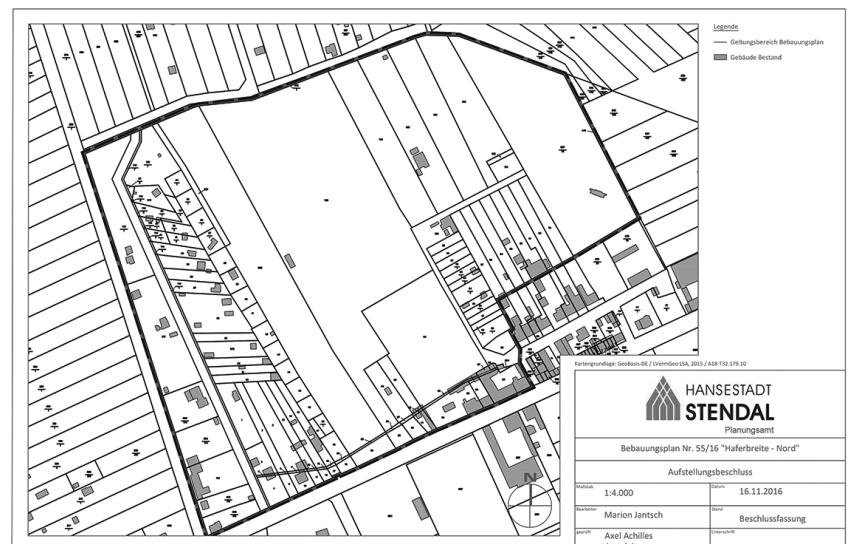 Legende
Geltungsbereich Bebauungsplan
Gebäude Bestand
Kartengrundlage: GeoBasis-DE / LVermGeo LSA, 2015 / A18-T32.179.10
HANSESTADT
STENDAL
Planungsamt
Bebauungsplan Nr. 55/16 "Haferbreite - Nord"
Aufstellungsbeschluss
Maßstab
1:4.000
Datum
16.11.2016
Bearbeiter
Marion Jantsch
Stand
Beschlussfassung
geprüft
Axel Achilles
Unterschrift
N